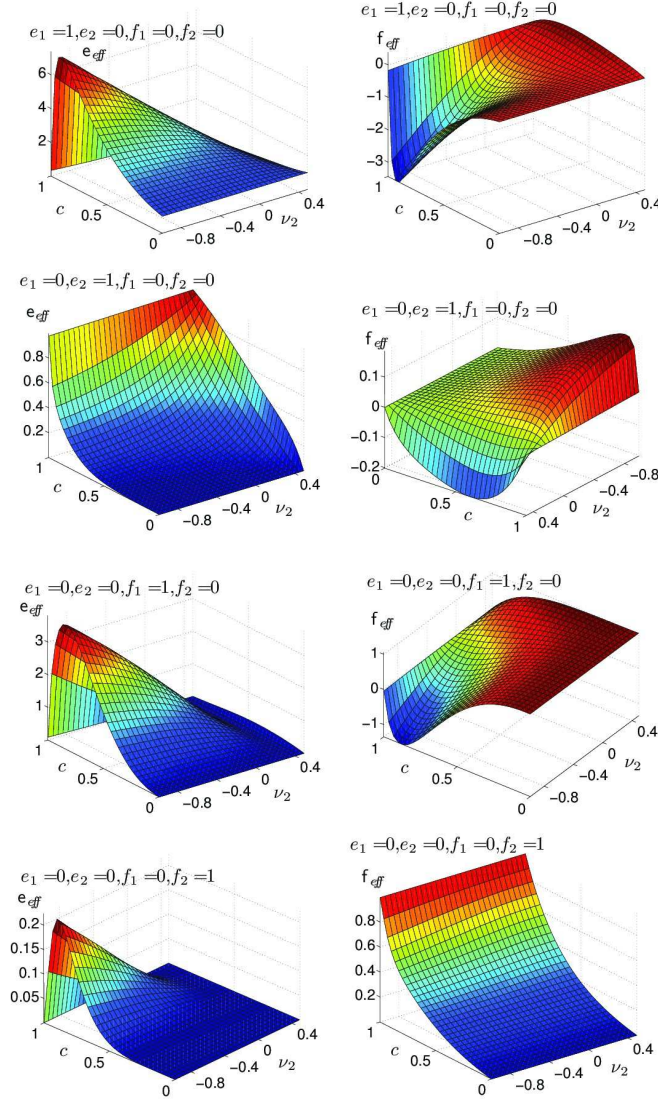 e₁=1,e₂=0,f₁=0,f₂=0
e_eff
6
4
2
1
c
0.5
0
−0.8
−0.4
0
ν₂
0.4
e₁=1,e₂=0,f₁=0,f₂=0
f_eff
0
−1
−2
−3
1
c
0.5
0
−0.8
−0.4
0
ν₂
0.4
e₁=0,e₂=1,f₁=0,f₂=0
e_eff
0.8
0.6
0.4
0.2
1
c
0.5
0
−0.8
−0.4
0
ν₂
0.4
e₁=0,e₂=1,f₁=0,f₂=0
f_eff
0.1
0
−0.1
−0.2
0
c
0.5
1
0.4
0
ν₂
−0.4
−0.8
e₁=0,e₂=0,f₁=1,f₂=0
e_eff
3
2
1
1
c
0.5
0
−0.8
−0.4
0
ν₂
0.4
e₁=0,e₂=0,f₁=1,f₂=0
f_eff
1
0
−1
1
c
0.5
0
−0.8
−0.4
0
ν₂
0.4
e₁=0,e₂=0,f₁=0,f₂=1
e_eff
0.2
0.15
0.1
0.05
1
c
0.5
0
−0.8
−0.4
0
ν₂
0.4
e₁=0,e₂=0,f₁=0,f₂=1
f_eff
0.8
0.6
0.4
0.2
1
c
0.5
0
−0.8
−0.4
0
ν₂
0.4